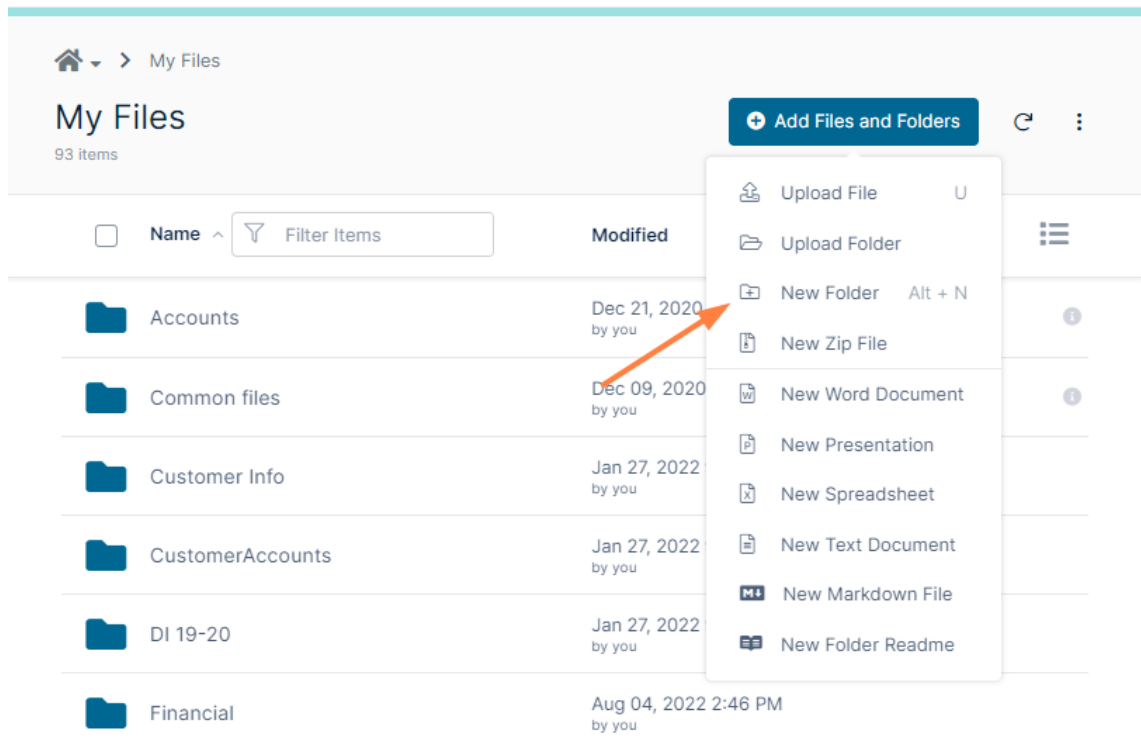 My Files
My Files
Add Files and Folders
93 items
Upload File U
Name Filter Items Modified
Upload Folder
New Folder Alt + N
Accounts Dec 21, 2020
by you
New Zip File
Common files Dec 09, 2020
by you
New Word Document
New Presentation
Customer Info Jan 27, 2022
by you
New Spreadsheet
CustomerAccounts Jan 27, 2022
by you
New Text Document
New Markdown File
DI 19-20 Jan 27, 2022
by you
New Folder Readme
Financial Aug 04, 2022 2:46 PM
by you